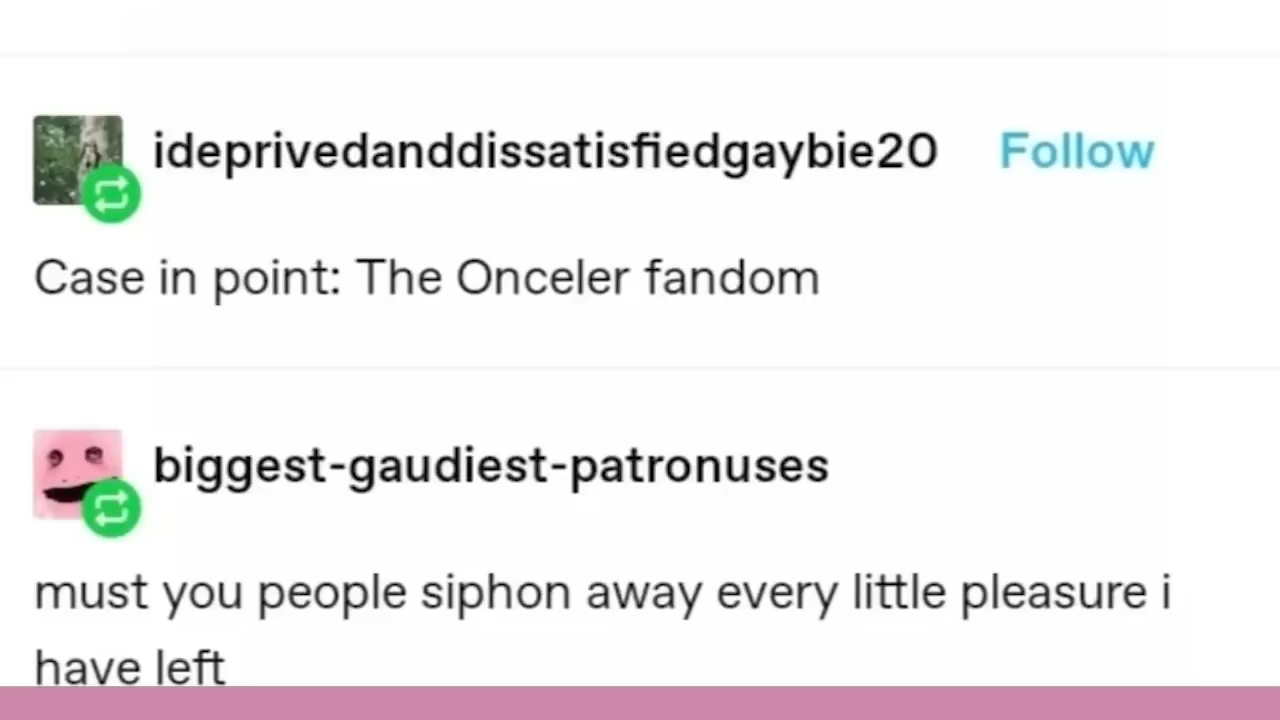 ideprivedanddissatisfiedgaybie20 Follow
Case in point: The Onceler fandom
biggest-gaudiest-patronuses
must you people siphon away every little pleasure i
have left